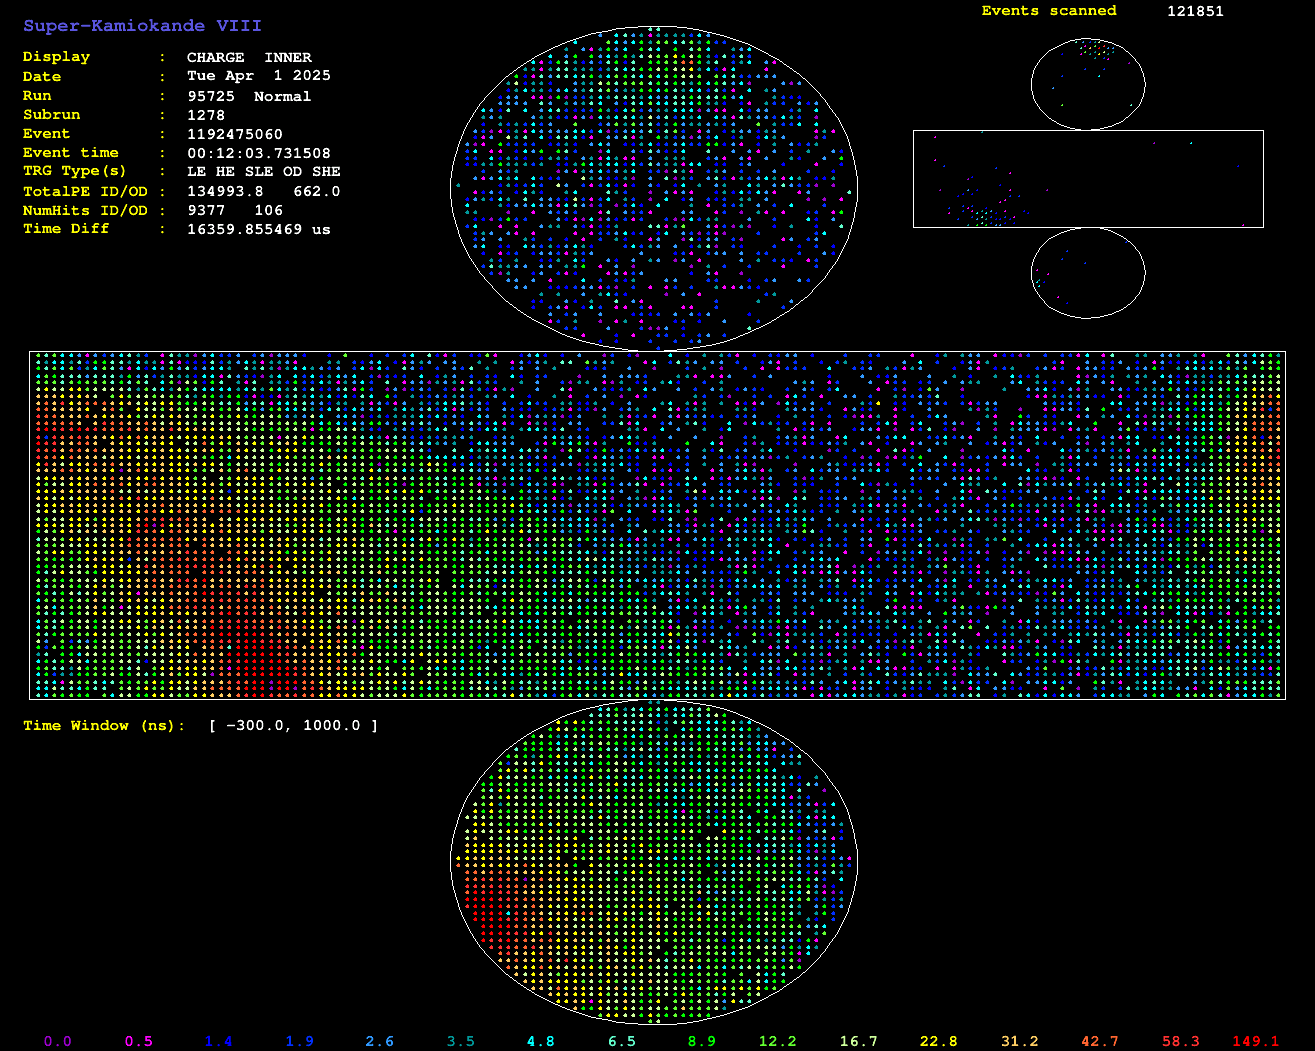 Super-Kamiokande VIII
Events scanned 121851
Display : CHARGE INNER
Date : Tue Apr 1 2025
Run : 95725 Normal
Subrun : 1278
Event : 1192475060
Event time : 00:12:03.731508
TRG Type(s) : LE HE SLE OD SHE
TotalPE ID/OD : 134993.8 662.0
NumHits ID/OD : 9377 106
Time Diff : 16359.855469 us
Time Window (ns): [ -300.0, 1000.0 ]
0.0 0.5 1.4 1.9 2.6 3.5 4.8 6.5 8.9 12.2 16.7 22.8 31.2 42.7 58.3 149.1